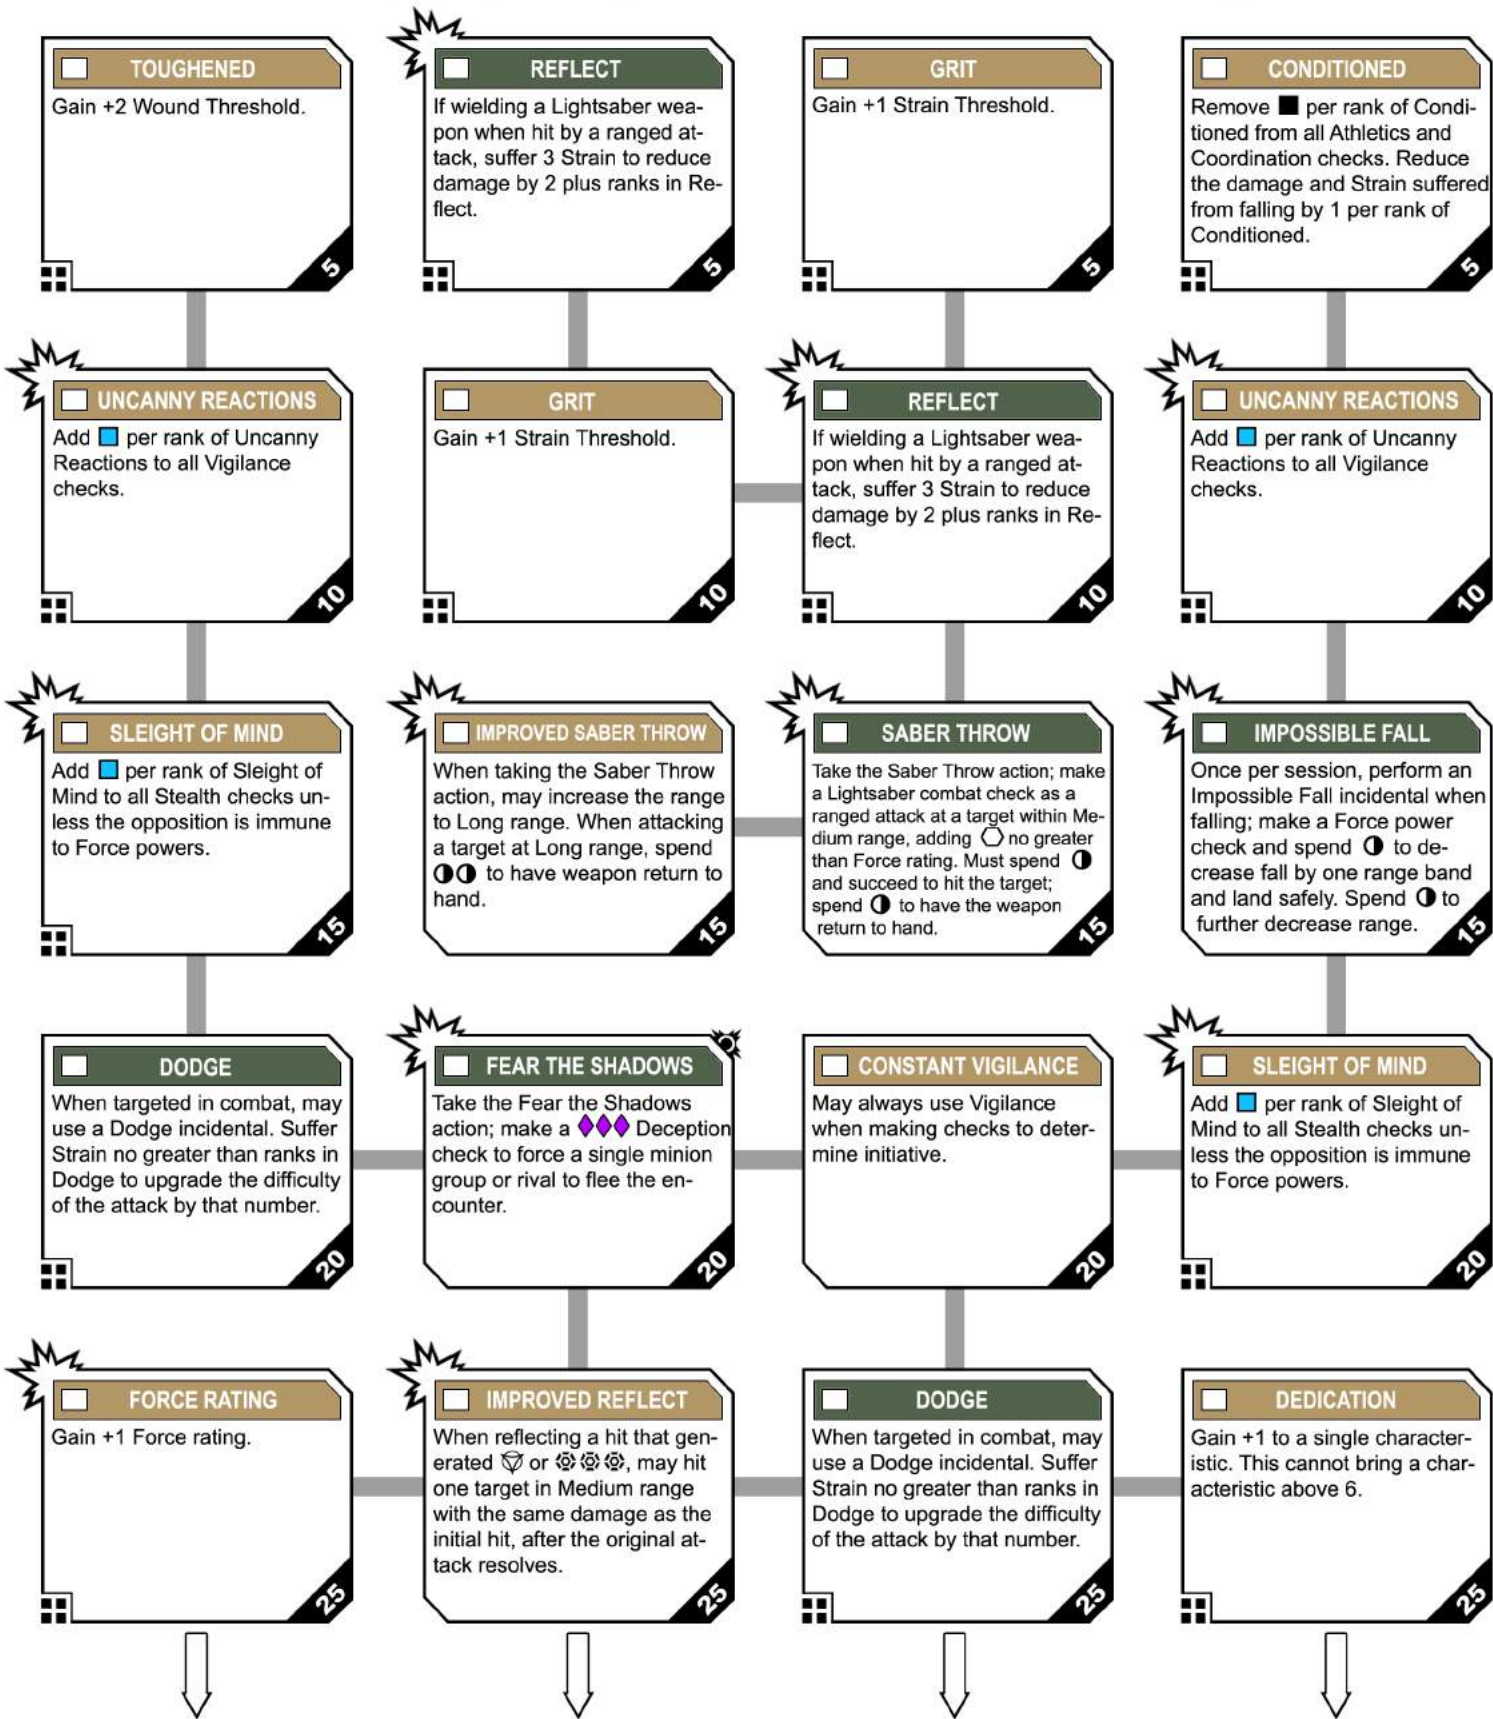 TOUGHENED
Gain +2 Wound Threshold.
5
REFLECT
If wielding a Lightsaber wea-
pon when hit by a ranged at-
tack, suffer 3 Strain to reduce
damage by 2 plus ranks in Re-
flect.
5
GRIT
Gain +1 Strain Threshold.
5
CONDITIONED
Remove per rank of Condi-
tioned from all Athletics and
Coordination checks. Reduce
the damage and Strain suffered
from falling by 1 per rank of
Conditioned.
5
UNCANNY REACTIONS
Add per rank of Uncanny
Reactions to all Vigilance
checks.
10
GRIT
Gain +1 Strain Threshold.
10
REFLECT
If wielding a Lightsaber wea-
pon when hit by a ranged at-
tack, suffer 3 Strain to reduce
damage by 2 plus ranks in Re-
flect.
10
UNCANNY REACTIONS
Add per rank of Uncanny
Reactions to all Vigilance
checks.
10
SLEIGHT OF MIND
Add per rank of Sleight of
Mind to all Stealth checks un-
less the opposition is immune
to Force powers.
15
IMPROVED SABER THROW
When taking the Saber Throw
action, may increase the range
to Long range. When attacking
a target at Long range, spend
to have weapon return to
hand.
15
SABER THROW
Take the Saber Throw action; make
a Lightsaber combat check as a
ranged attack at a target within Me-
dium range, adding no greater
than Force rating. Must spend
and succeed to hit the target;
spend to have the weapon
return to hand.
15
IMPOSSIBLE FALL
Once per session, perform an
Impossible Fall incidental when
falling; make a Force power
check and spend to de-
crease fall by one range band
and land safely. Spend to
further decrease range.
15
DODGE
When targeted in combat, may
use a Dodge incidental. Suffer
Strain no greater than ranks in
Dodge to upgrade the difficulty
of the attack by that number.
20
FEAR THE SHADOWS
Take the Fear the Shadows
action; make a Deception
check to force a single minion
group or rival to flee the en-
counter.
20
CONSTANT VIGILANCE
May always use Vigilance
when making checks to deter-
mine initiative.
20
SLEIGHT OF MIND
Add per rank of Sleight of
Mind to all Stealth checks un-
less the opposition is immune
to Force powers.
20
FORCE RATING
Gain +1 Force rating.
25
IMPROVED REFLECT
When reflecting a hit that gen-
erated or , may hit
one target in Medium range
with the same damage as the
initial hit, after the original at-
tack resolves.
25
DODGE
When targeted in combat, may
use a Dodge incidental. Suffer
Strain no greater than ranks in
Dodge to upgrade the difficulty
of the attack by that number.
25
DEDICATION
Gain +1 to a single character-
istic. This cannot bring a char-
acteristic above 6.
25